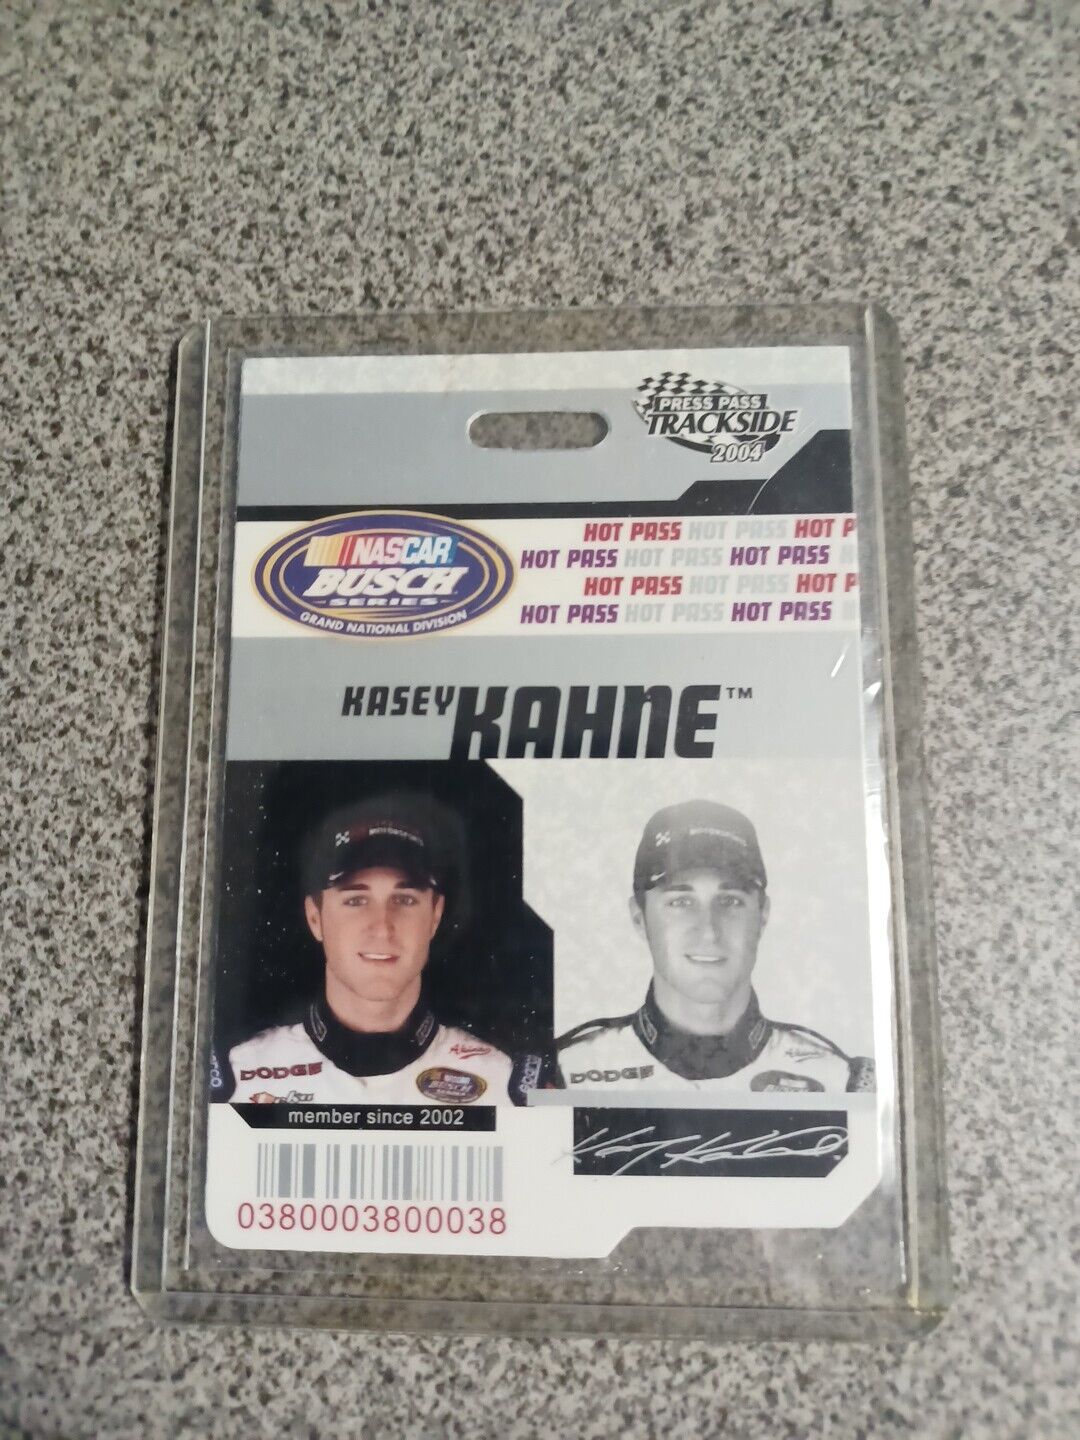 PRESS PASS
TRACKSIDE
2004
HOT PASS HOT PASS HOT P
HOT PASS HOT PASS HOT PASS
HOT PASS HOT PASS HOT P
HOT PASS HOT PASS HOT PASS
NASCAR
BUSCH
SERIES
GRAND NATIONAL DIVISION
KASEY KAHNE™
MOTORSPORTS
DODGE
BUSCH
DODGE
member since 2002
0380003800038